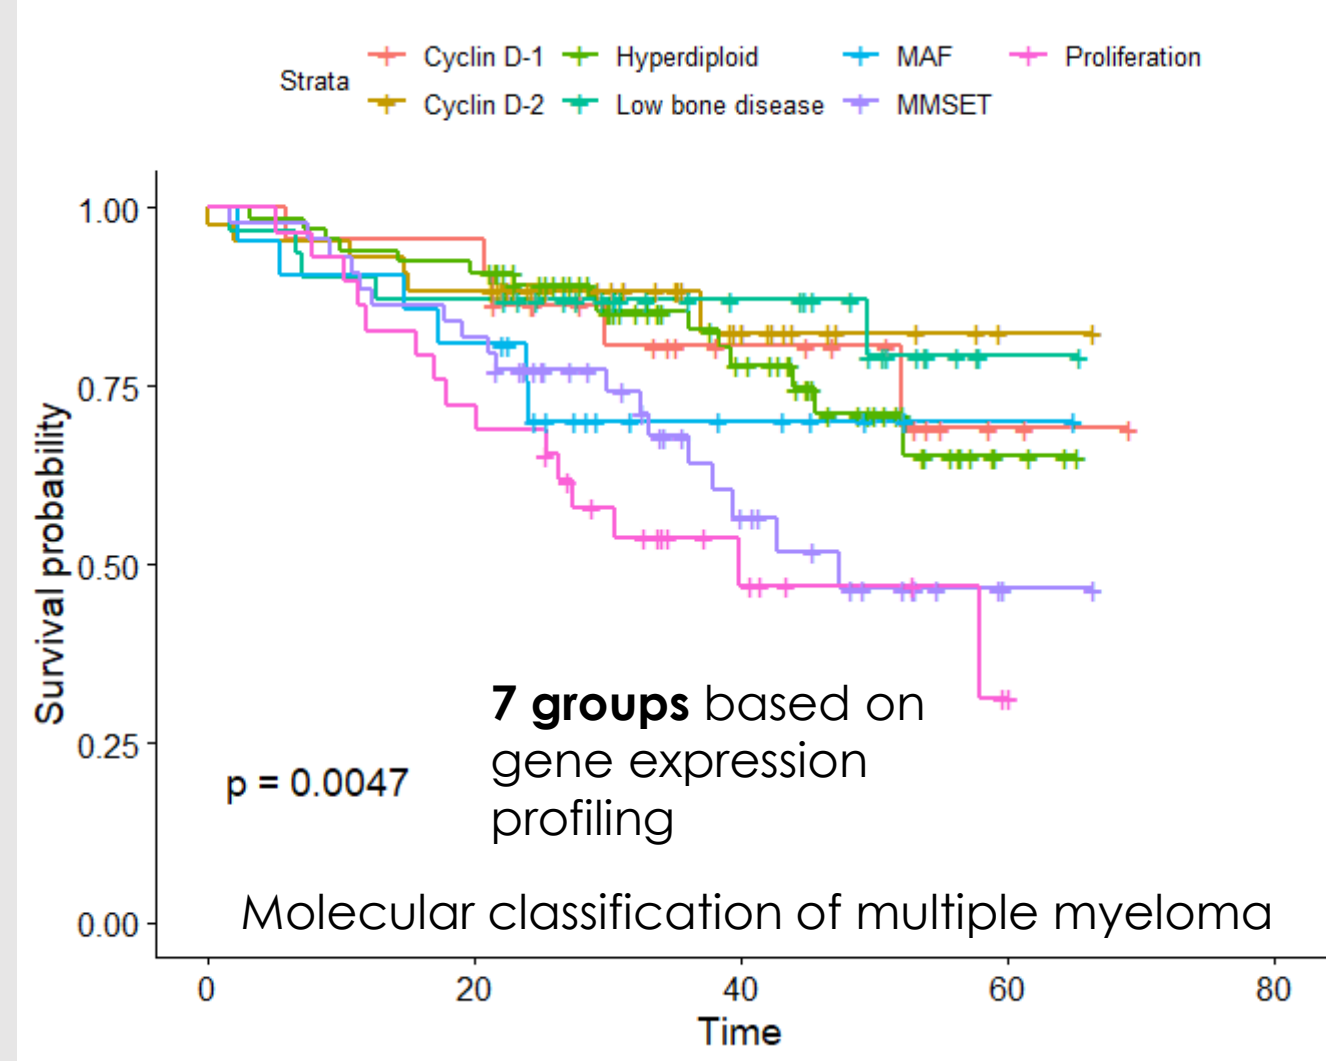 Strata
Cyclin D-1 Hyperdiploid MAF Proliferation
Cyclin D-2 Low bone disease MMSET
Survival probability
1.00
0.75
0.50
0.25
0.00
p = 0.0047
7 groups based on
gene expression
profiling
Molecular classification of multiple myeloma
0 20 40 60 80
Time